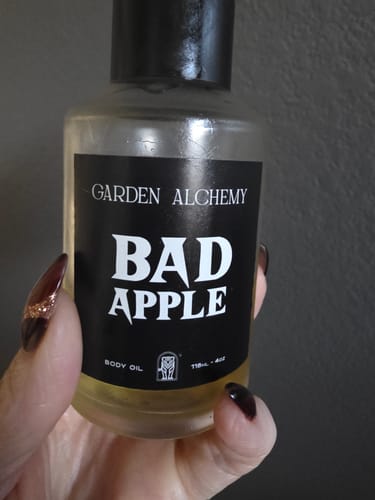 GARDEN ALCHEMY
BAD
APPLE
BODY OIL 118ML - 4OZ